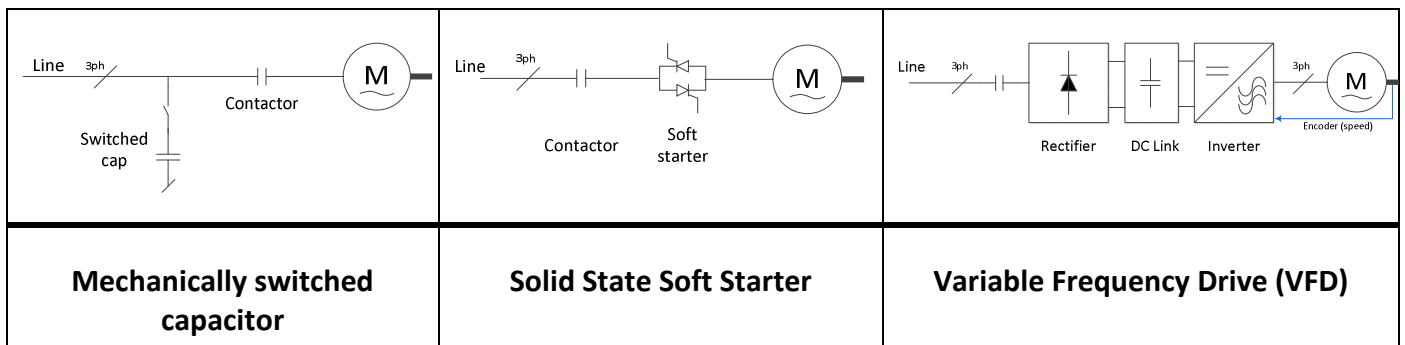 Line
3ph
Contactor
M
Switched
cap
Line
3ph
Contactor
Soft
starter
M
Line
3ph
Rectifier
DC Link
Inverter
3ph
M
Encoder (speed)
Mechanically switched
capacitor
Solid State Soft Starter
Variable Frequency Drive (VFD)